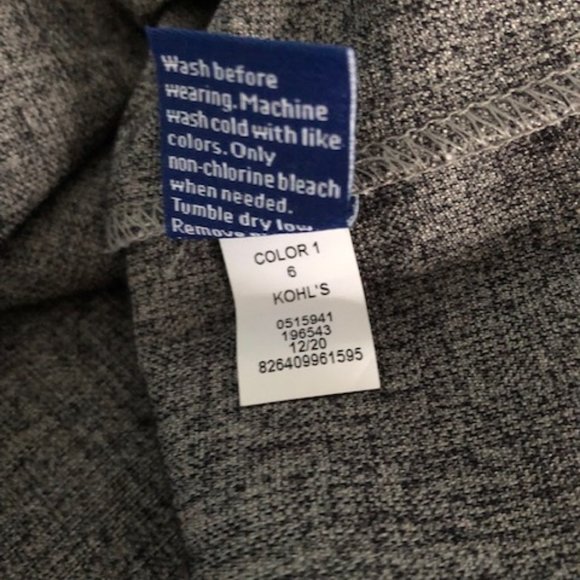 Wash before
wearing. Machine
wash cold with like
colors. Only
non-chlorine bleach
when needed.
Tumble dry low.
Remove
COLOR 1
6
KOHL'S
0515941
196543
12/20
826409961595